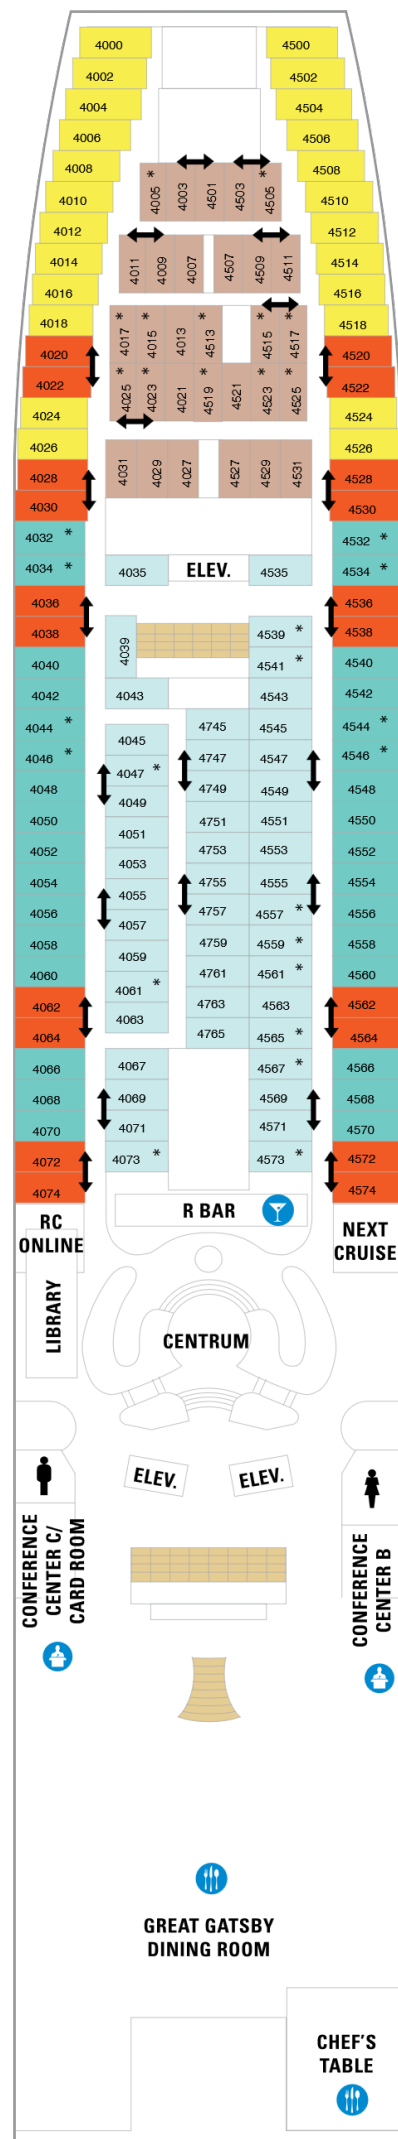 4000 4500
4002 4502
4004 4504
4006 4506
4008 4508
4005 * 4003 4501 4503 4505 *
4010 4510
4012 4512
4011 4009 4007 4507 4509 4511
4014 4514
4016 4516
4018 4518
4017 * 4015 * 4013 4513 * 4515 * 4517 *
4020 4520
4022 4522
4025 * 4023 * 4021 4519 * 4521 4523 * 4525 *
4024 4524
4026 4526
4031 4029 4027 4527 4529 4531
4028 4528
4030 4530
4032 * 4532 *
4034 * 4035 ELEV. 4535 4534 *
4036 4536
4038 4039 4539 * 4538
4040 4541 * 4540
4042 4043 4543 4542
4044 * 4045 4745 4545 4544 *
4046 * 4047 * 4747 4547 4546 *
4048 4049 4749 4549 4548
4050 4051 4751 4551 4550
4052 4053 4753 4553 4552
4054 4055 4755 4555 4554
4056 4057 4757 4557 * 4556
4058 4059 4759 4559 * 4558
4060 4061 * 4761 4561 * 4560
4062 4063 4763 4563 4562
4064 4765 4565 * 4564
4066 4067 4567 * 4566
4068 4069 4569 4568
4070 4071 4571 4570
4072 4073 * 4573 * 4572
4074 4574
R BAR
RC
ONLINE
NEXT
CRUISE
LIBRARY
CENTRUM
ELEV. ELEV.
CONFERENCE
CENTER C/
CARD ROOM
CONFERENCE
CENTER B
GREAT GATSBY
DINING ROOM
CHEF'S
TABLE